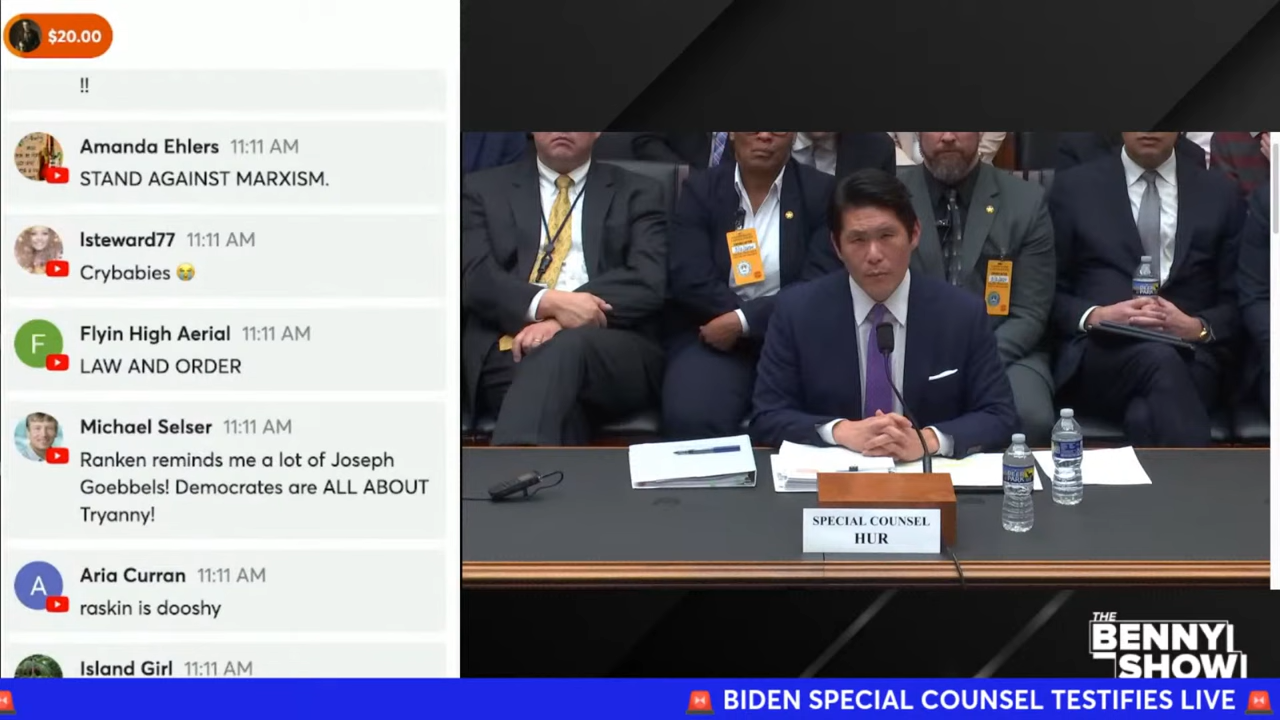 $20.00
!!
Amanda Ehlers 11:11 AM
STAND AGAINST MARXISM.
lsteward77 11:11 AM
Crybabies 😭
F
Flyin High Aerial 11:11 AM
LAW AND ORDER
Michael Selser 11:11 AM
Ranken reminds me a lot of Joseph
Goebbels! Democrates are ALL ABOUT
Tryanny!
A
Aria Curran 11:11 AM
raskin is dooshy
Island Girl 11:11 AM
SPECIAL COUNSEL
HUR
THE
BENNY
SHOW
🚨 BIDEN SPECIAL COUNSEL TESTIFIES LIVE 🚨